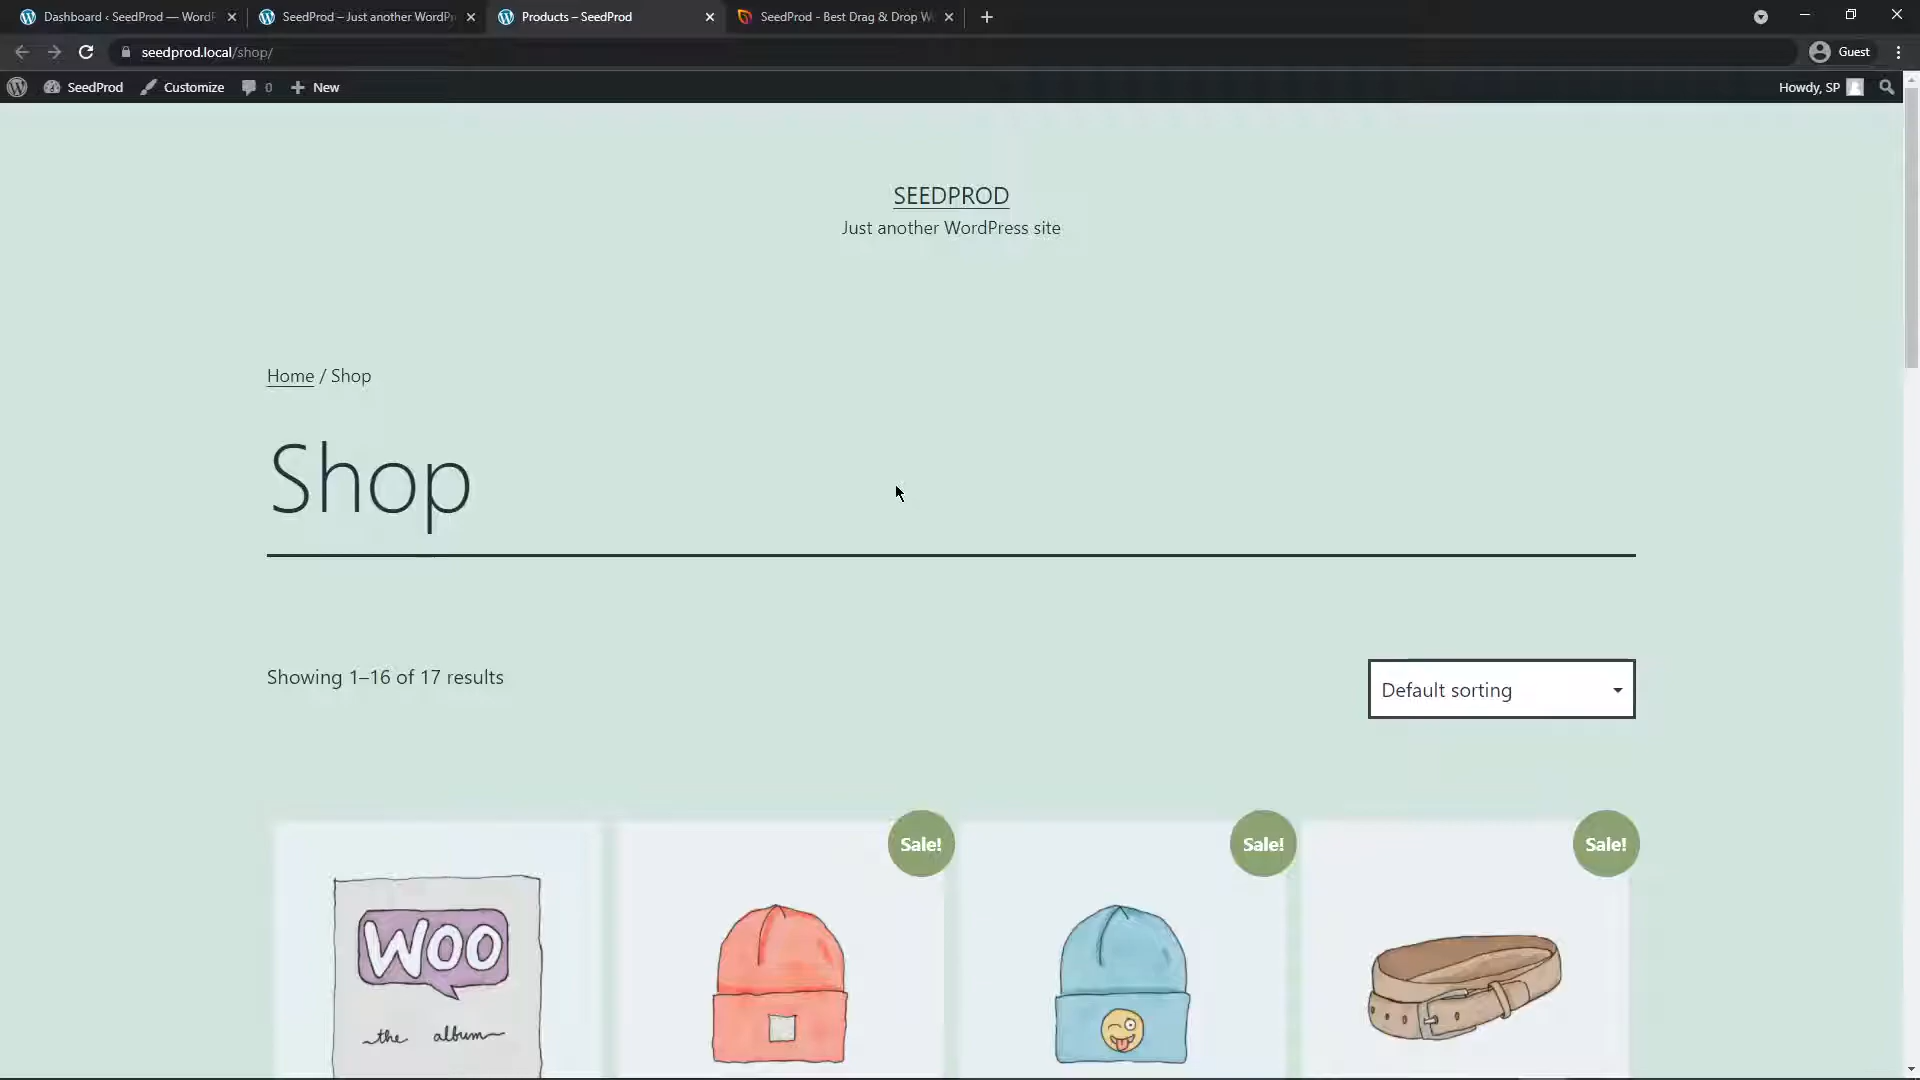 Dashboard ‹ SeedProd — WordP
SeedProd – Just another WordPr
Products – SeedProd
SeedProd - Best Drag & Drop W
seedprod.local/shop/
Guest
SeedProd
Customize
0
New
Howdy, SP
SEEDPROD
Just another WordPress site
Home / Shop
Shop
Showing 1–16 of 17 results
Default sorting
Sale!
Sale!
Sale!
WOO
the album